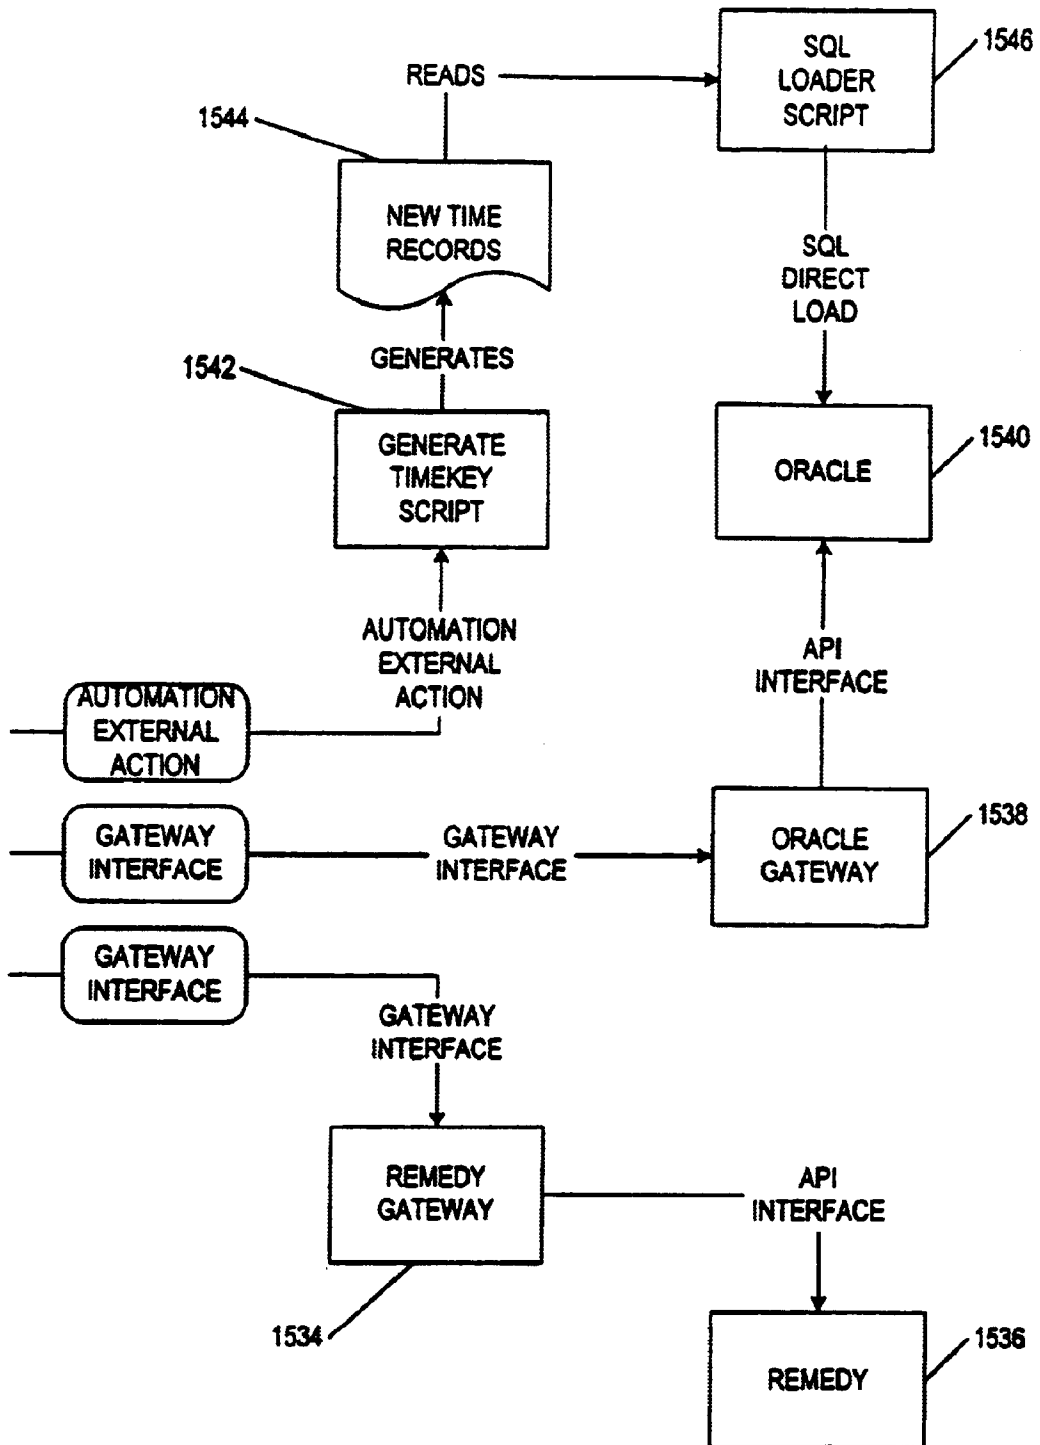 SQL
LOADER
SCRIPT
1546
READS
1544
NEW TIME
RECORDS
SQL
DIRECT
LOAD
GENERATES
1542
GENERATE
TIMEKEY
SCRIPT
ORACLE
1540
AUTOMATION
EXTERNAL
ACTION
API
INTERFACE
AUTOMATION
EXTERNAL
ACTION
GATEWAY
INTERFACE
GATEWAY
INTERFACE
ORACLE
GATEWAY
1538
GATEWAY
INTERFACE
GATEWAY
INTERFACE
REMEDY
GATEWAY
API
INTERFACE
1534
REMEDY
1536